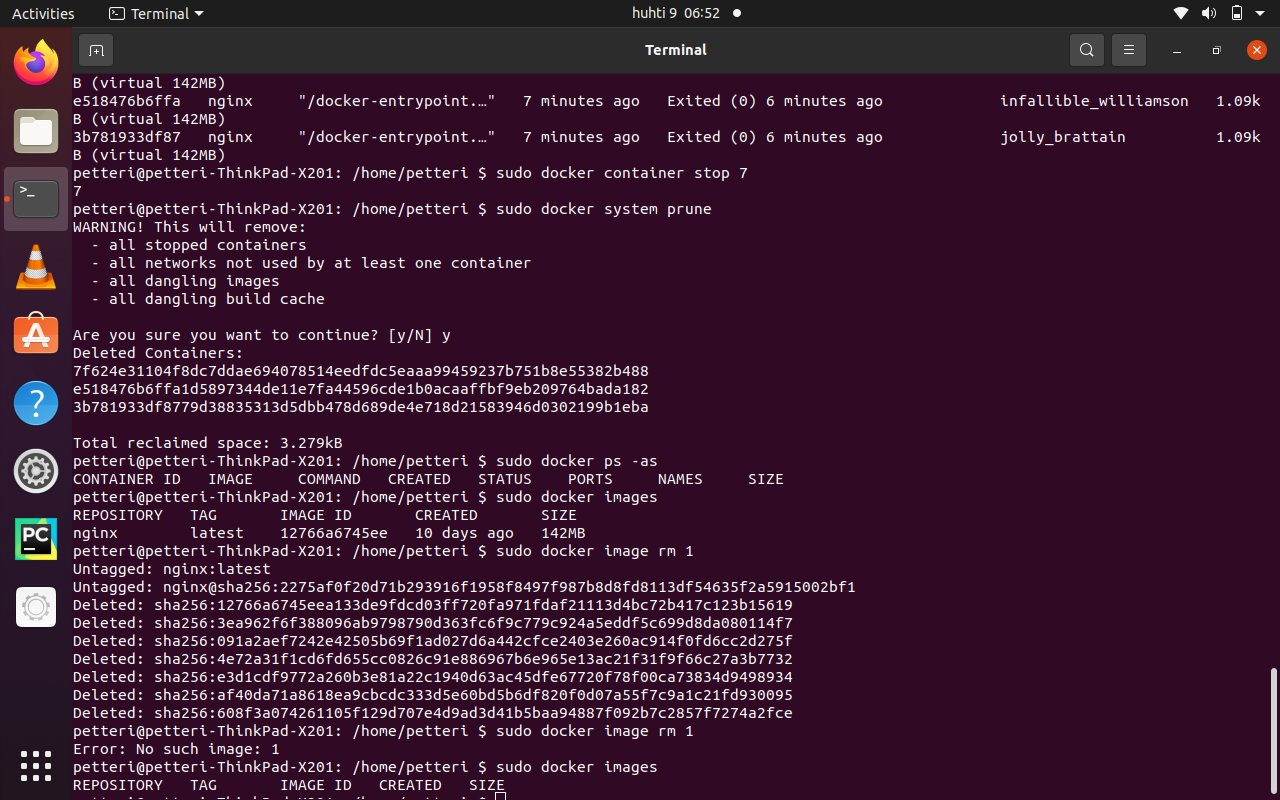 Activities Terminal huhti 9 06:52
Terminal
B (virtual 142MB)
e518476b6ffa nginx "/docker-entrypoint.…" 7 minutes ago Exited (0) 6 minutes ago infallible_williamson 1.09k
B (virtual 142MB)
3b781933df87 nginx "/docker-entrypoint.…" 7 minutes ago Exited (0) 6 minutes ago jolly_brattain 1.09k
B (virtual 142MB)
petteri@petteri-ThinkPad-X201: /home/petteri $ sudo docker container stop 7
7
petteri@petteri-ThinkPad-X201: /home/petteri $ sudo docker system prune
WARNING! This will remove:
- all stopped containers
- all networks not used by at least one container
- all dangling images
- all dangling build cache
Are you sure you want to continue? [y/N] y
Deleted Containers:
7f624e31104f8dc7ddae694078514eedfdc5eaaa99459237b751b8e55382b488
e518476b6ffa1d5897344de11e7fa44596cde1b0acaaffbf9eb209764bada182
3b781933df8779d38835313d5dbb478d689de4e718d21583946d0302199b1eba
Total reclaimed space: 3.279kB
petteri@petteri-ThinkPad-X201: /home/petteri $ sudo docker ps -as
CONTAINER ID IMAGE COMMAND CREATED STATUS PORTS NAMES SIZE
petteri@petteri-ThinkPad-X201: /home/petteri $ sudo docker images
REPOSITORY TAG IMAGE ID CREATED SIZE
nginx latest 12766a6745ee 10 days ago 142MB
petteri@petteri-ThinkPad-X201: /home/petteri $ sudo docker image rm 1
Untagged: nginx:latest
Untagged: nginx@sha256:2275af0f20d71b293916f1958f8497f987b8d8fd8113df54635f2a5915002bf1
Deleted: sha256:12766a6745eea133de9fdcd03ff720fa971fdaf21113d4bc72b417c123b15619
Deleted: sha256:3ea962f6f388096ab9798790d363fc6f9c779c924a5eddf5c699d8da080114f7
Deleted: sha256:091a2aef7242e42505b69f1ad027d6a442cfce2403e260ac914f0fd6cc2d275f
Deleted: sha256:4e72a31f1cd6fd655cc0826c91e886967b6e965e13ac21f31f9f66c27a3b7732
Deleted: sha256:e3d1cdf9772a260b3e81a22c1940d63ac45dfe67720f78f00ca73834d9498934
Deleted: sha256:af40da71a8618ea9cbcdc333d5e60bd5b6df820f0d07a55f7c9a1c21fd930095
Deleted: sha256:608f3a074261105f129d707e4d9ad3d41b5baa94887f092b7c2857f7274a2fce
petteri@petteri-ThinkPad-X201: /home/petteri $ sudo docker image rm 1
Error: No such image: 1
petteri@petteri-ThinkPad-X201: /home/petteri $ sudo docker images
REPOSITORY TAG IMAGE ID CREATED SIZE
PC